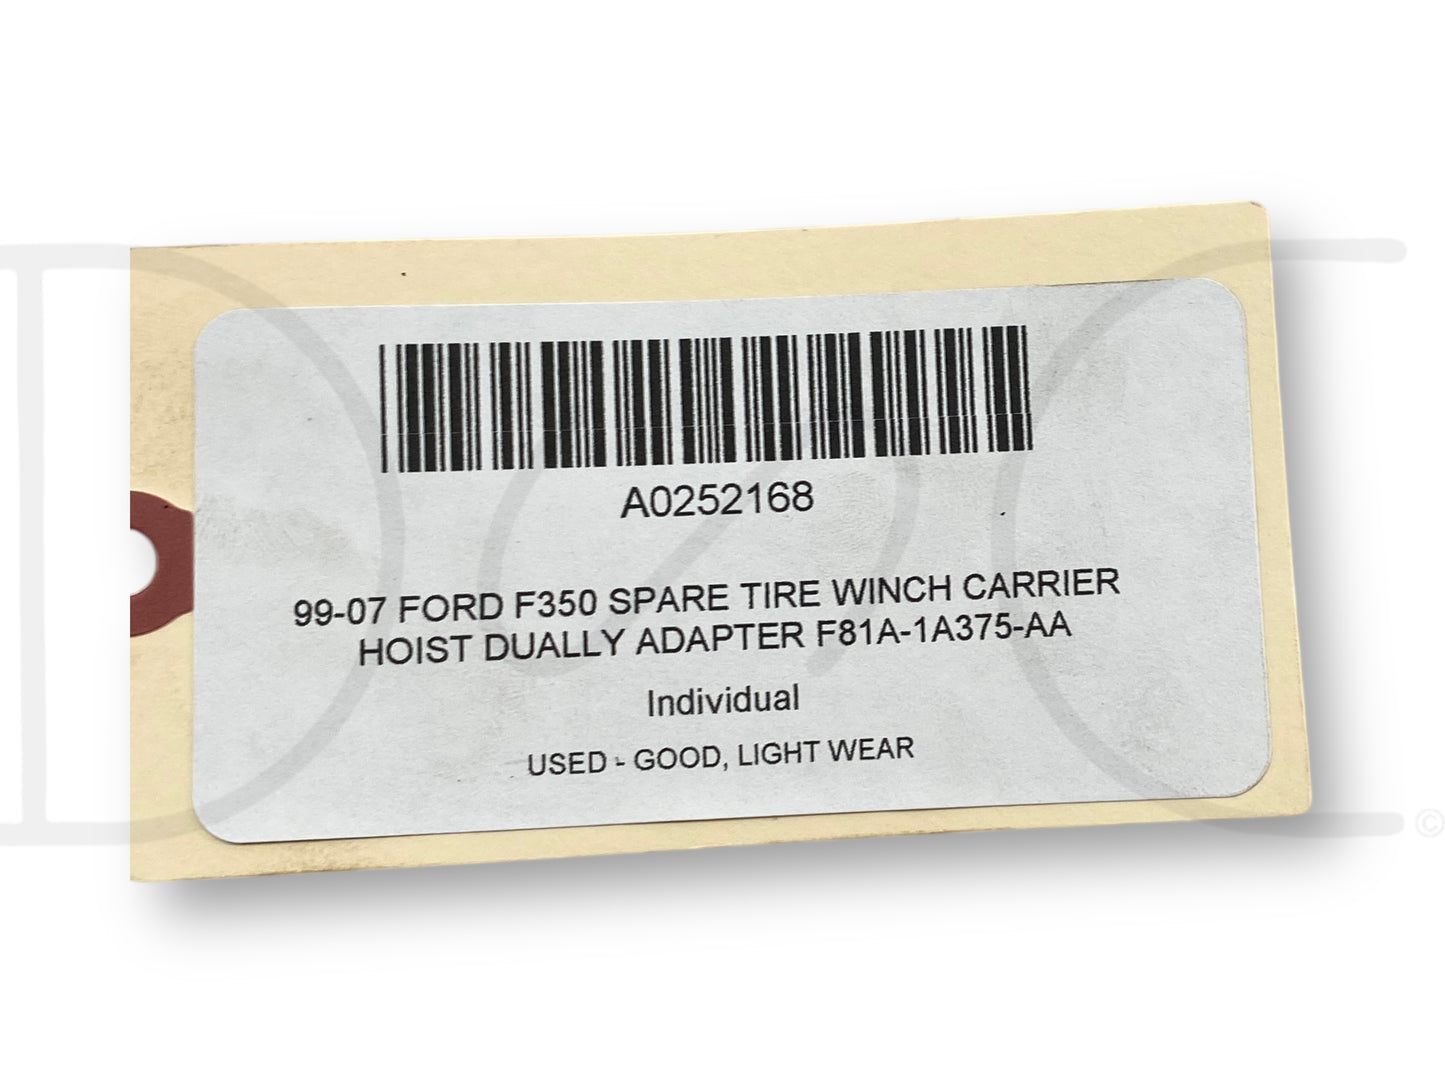 A0252168
99-07 FORD F350 SPARE TIRE WINCH CARRIER
HOIST DUALLY ADAPTER F81A-1A375-AA
Individual
USED - GOOD, LIGHT WEAR
©